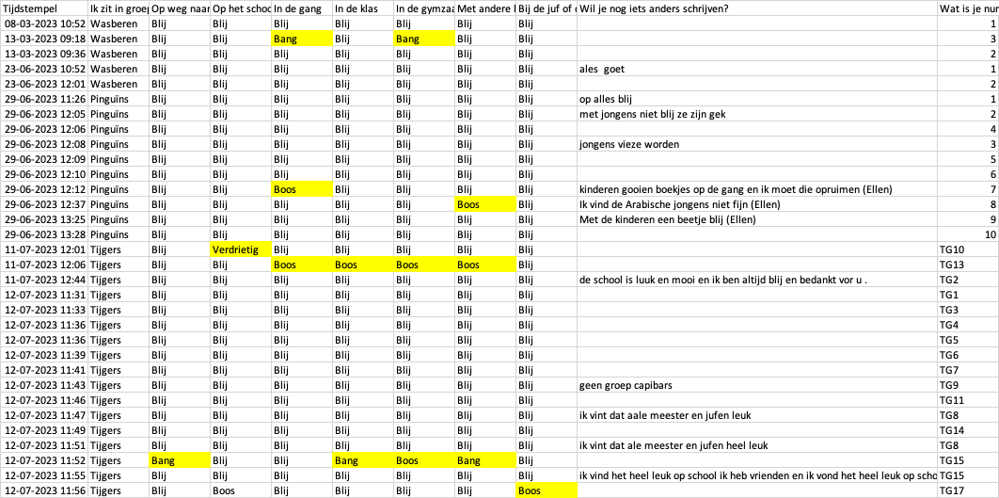 Tijdstempel Ik zit in groep Op weg naar Op het school In de gang In de klas In de gymzaal Met andere Bij de juf of Wil je nog iets anders schrijven? Wat is je nun
08-03-2023 10:52 Wasberen Blij Blij Blij Blij Blij Blij Blij 1
13-03-2023 09:18 Wasberen Blij Blij Bang Blij Bang Blij Blij 3
13-03-2023 09:36 Wasberen Blij Blij Blij Blij Blij Blij Blij 2
23-06-2023 10:52 Wasberen Blij Blij Blij Blij Blij Blij Blij ales goet 1
23-06-2023 12:01 Wasberen Blij Blij Blij Blij Blij Blij Blij 2
29-06-2023 11:26 Pinguïns Blij Blij Blij Blij Blij Blij Blij op alles blij 1
29-06-2023 12:05 Pinguïns Blij Blij Blij Blij Blij Blij Blij met jongens niet blij ze zijn gek 2
29-06-2023 12:06 Pinguïns Blij Blij Blij Blij Blij Blij Blij 4
29-06-2023 12:08 Pinguïns Blij Blij Blij Blij Blij Blij Blij jongens vieze worden 3
29-06-2023 12:09 Pinguïns Blij Blij Blij Blij Blij Blij Blij 5
29-06-2023 12:10 Pinguïns Blij Blij Blij Blij Blij Blij Blij 6
29-06-2023 12:12 Pinguïns Blij Blij Boos Blij Blij Blij Blij kinderen gooien boekjes op de gang en ik moet die opruimen (Ellen) 7
29-06-2023 12:37 Pinguïns Blij Blij Blij Blij Blij Boos Blij Ik vind de Arabische jongens niet fijn (Ellen) 8
29-06-2023 13:25 Pinguïns Blij Blij Blij Blij Blij Blij Blij Met de kinderen een beetje blij (Ellen) 9
29-06-2023 13:28 Pinguïns Blij Blij Blij Blij Blij Blij Blij 10
11-07-2023 12:01 Tijgers Blij Verdrietig Blij Blij Blij Blij Blij TG10
11-07-2023 12:06 Tijgers Blij Blij Boos Boos Boos Boos Blij TG13
11-07-2023 12:44 Tijgers Blij Blij Blij Blij Blij Blij Blij de school is luuk en mooi en ik ben altijd blij en bedankt vor u . TG2
12-07-2023 11:31 Tijgers Blij Blij Blij Blij Blij Blij Blij TG1
12-07-2023 11:33 Tijgers Blij Blij Blij Blij Blij Blij Blij TG3
12-07-2023 11:36 Tijgers Blij Blij Blij Blij Blij Blij Blij TG4
12-07-2023 11:36 Tijgers Blij Blij Blij Blij Blij Blij Blij TG5
12-07-2023 11:39 Tijgers Blij Blij Blij Blij Blij Blij Blij TG6
12-07-2023 11:41 Tijgers Blij Blij Blij Blij Blij Blij Blij TG7
12-07-2023 11:43 Tijgers Blij Blij Blij Blij Blij Blij Blij geen groep capibars TG9
12-07-2023 11:46 Tijgers Blij Blij Blij Blij Blij Blij Blij TG11
12-07-2023 11:47 Tijgers Blij Blij Blij Blij Blij Blij Blij ik vint dat aale meester en jufen leuk TG8
12-07-2023 11:49 Tijgers Blij Blij Blij Blij Blij Blij Blij TG14
12-07-2023 11:51 Tijgers Blij Blij Blij Blij Blij Blij Blij ik vint dat ale meester en jufen heel leuk TG8
12-07-2023 11:52 Tijgers Bang Blij Blij Bang Boos Bang Blij TG15
12-07-2023 11:55 Tijgers Blij Blij Blij Blij Blij Blij Blij ik vind het heel leuk op school ik heb vrienden en ik vond het heel leuk op scho TG15
12-07-2023 11:56 Tijgers Blij Boos Blij Blij Blij Blij Boos TG17